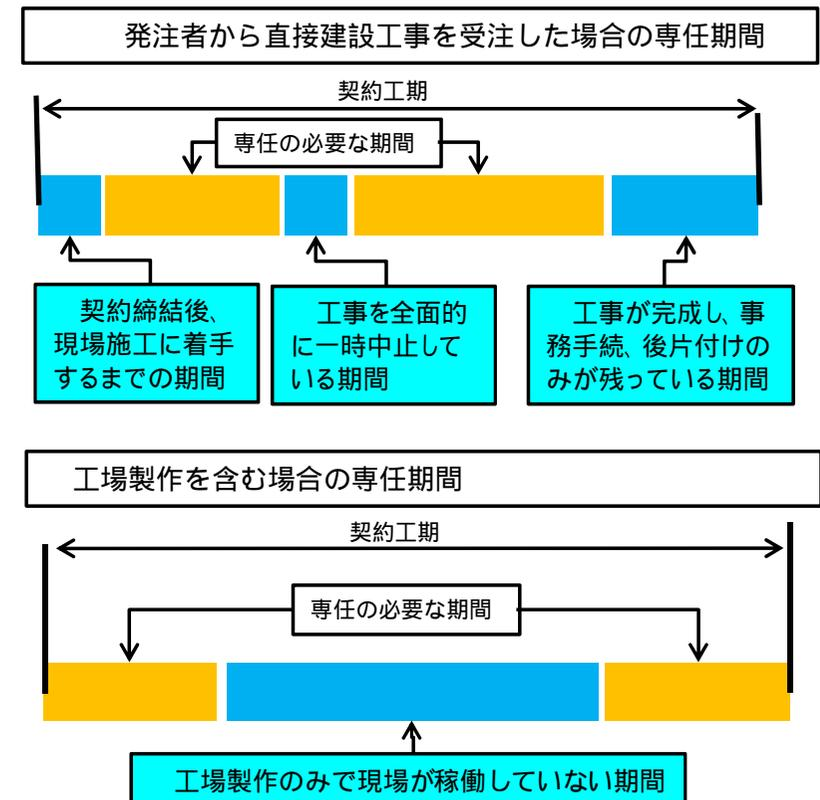 発注者から直接建設工事を受注した場合の専任期間
契約工期
専任の必要な期間
契約締結後、
現場施工に着手
するまでの期間
工事を全面的
に一時中止して
いる期間
工事が完成し、事
務手続、後片付けの
みが残っている期間
工場製作を含む場合の専任期間
契約工期
専任の必要な期間
工場製作のみで現場が稼働していない期間